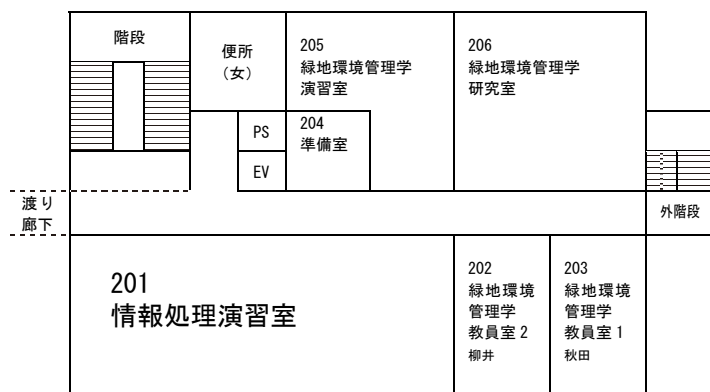 階段
便所
（女）
205
緑地環境管理学
演習室
206
緑地環境管理学
研究室
PS
204
準備室
EV
渡り
廊下
外階段
201
情報処理演習室
202
緑地環境
管理学
教員室２
柳井
203
緑地環境
管理学
教員室１
秋田